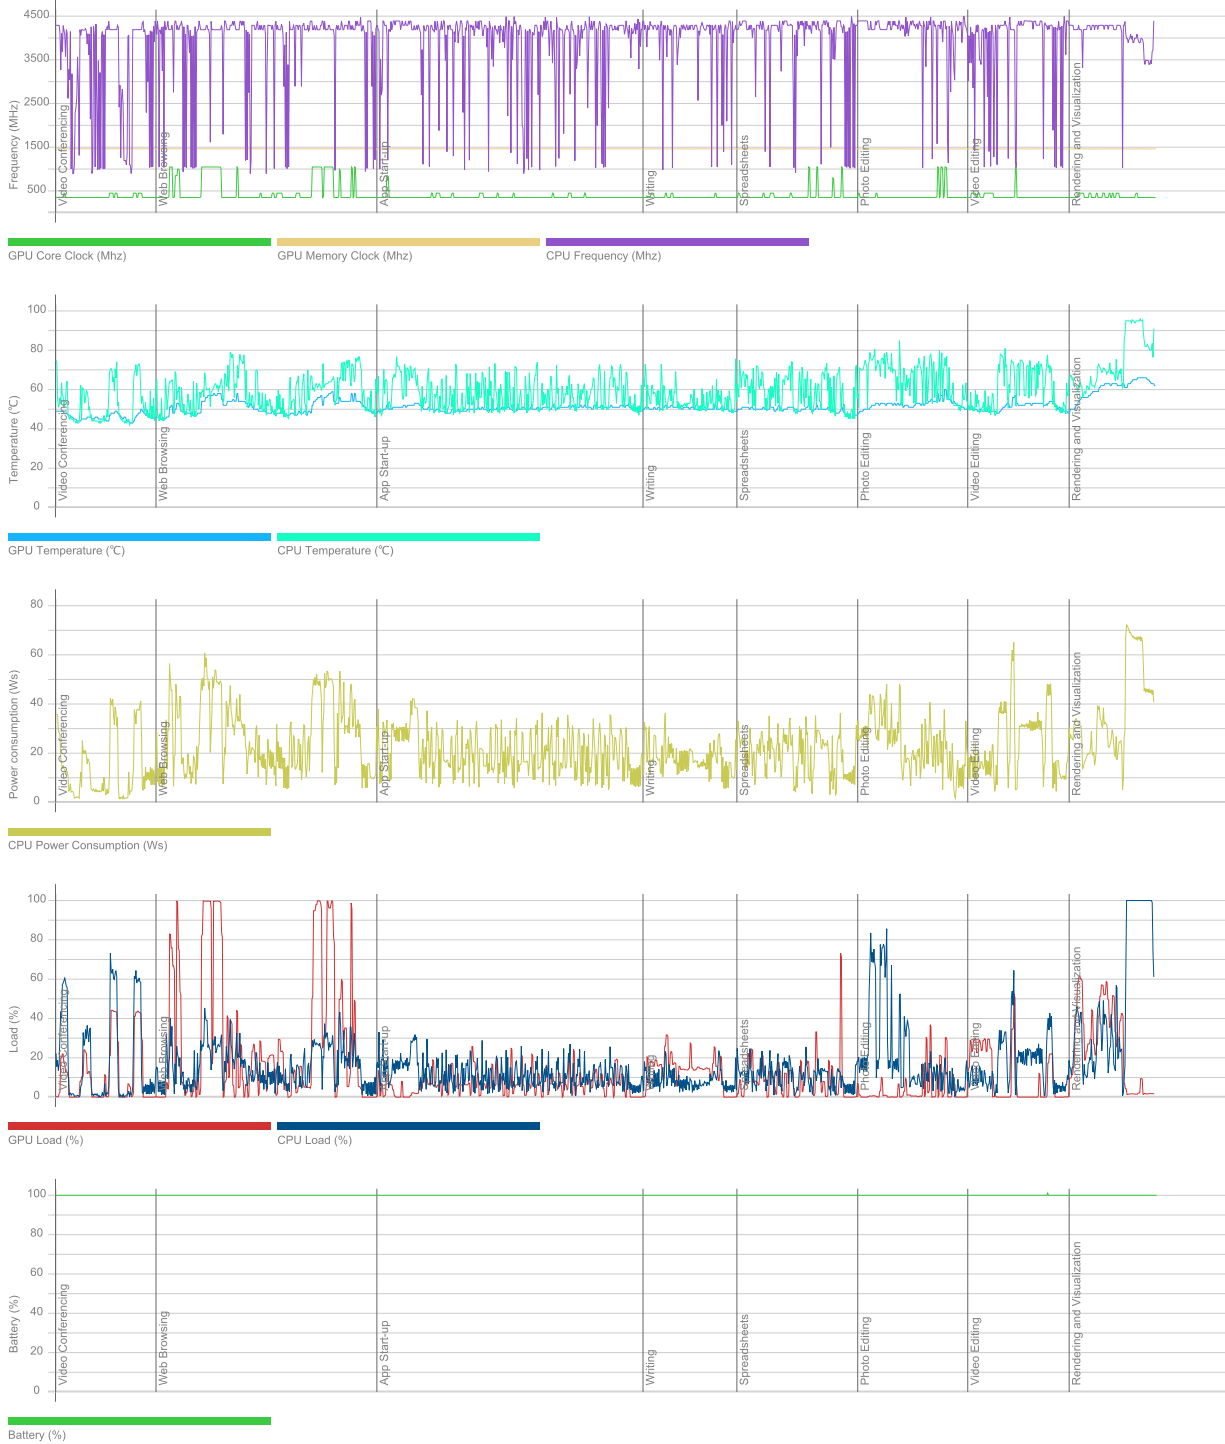 4500
3500
2500
1500
500
Frequency (MHz)
Video Conferencing
Web Browsing
App Start-up
Writing
Spreadsheets
Photo Editing
Video Editing
Rendering and Visualization
GPU Core Clock (Mhz)
GPU Memory Clock (Mhz)
CPU Frequency (Mhz)
100
80
60
40
20
0
Temperature (℃)
Video Conferencing
Web Browsing
App Start-up
Writing
Spreadsheets
Photo Editing
Video Editing
Rendering and Visualization
GPU Temperature (℃)
CPU Temperature (℃)
80
60
40
20
0
Power consumption (Ws)
Video Conferencing
Web Browsing
App Start-up
Writing
Spreadsheets
Photo Editing
Video Editing
Rendering and Visualization
CPU Power Consumption (Ws)
100
80
60
40
20
0
Load (%)
Video Conferencing
Web Browsing
App Start-up
Writing
Spreadsheets
Photo Editing
Video Editing
Rendering and Visualization
GPU Load (%)
CPU Load (%)
100
80
60
40
20
0
Battery (%)
Video Conferencing
Web Browsing
App Start-up
Writing
Spreadsheets
Photo Editing
Video Editing
Rendering and Visualization
Battery (%)